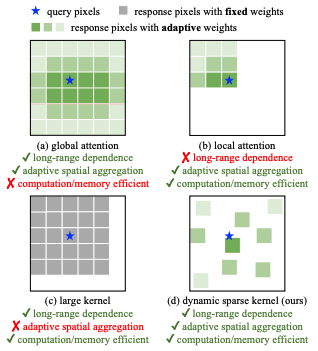 ★ query pixels response pixels with fixed weights
response pixels with adaptive weights
(a) global attention (b) local attention
✓ long-range dependence ✗ long-range dependence
✓ adaptive spatial aggregation ✓ adaptive spatial aggregation
✗ computation/memory efficient ✓ computation/memory efficient
(c) large kernel (d) dynamic sparse kernel (ours)
✓ long-range dependence ✓ long-range dependence
✗ adaptive spatial aggregation ✓ adaptive spatial aggregation
✓ computation/memory efficient ✓ computation/memory efficient